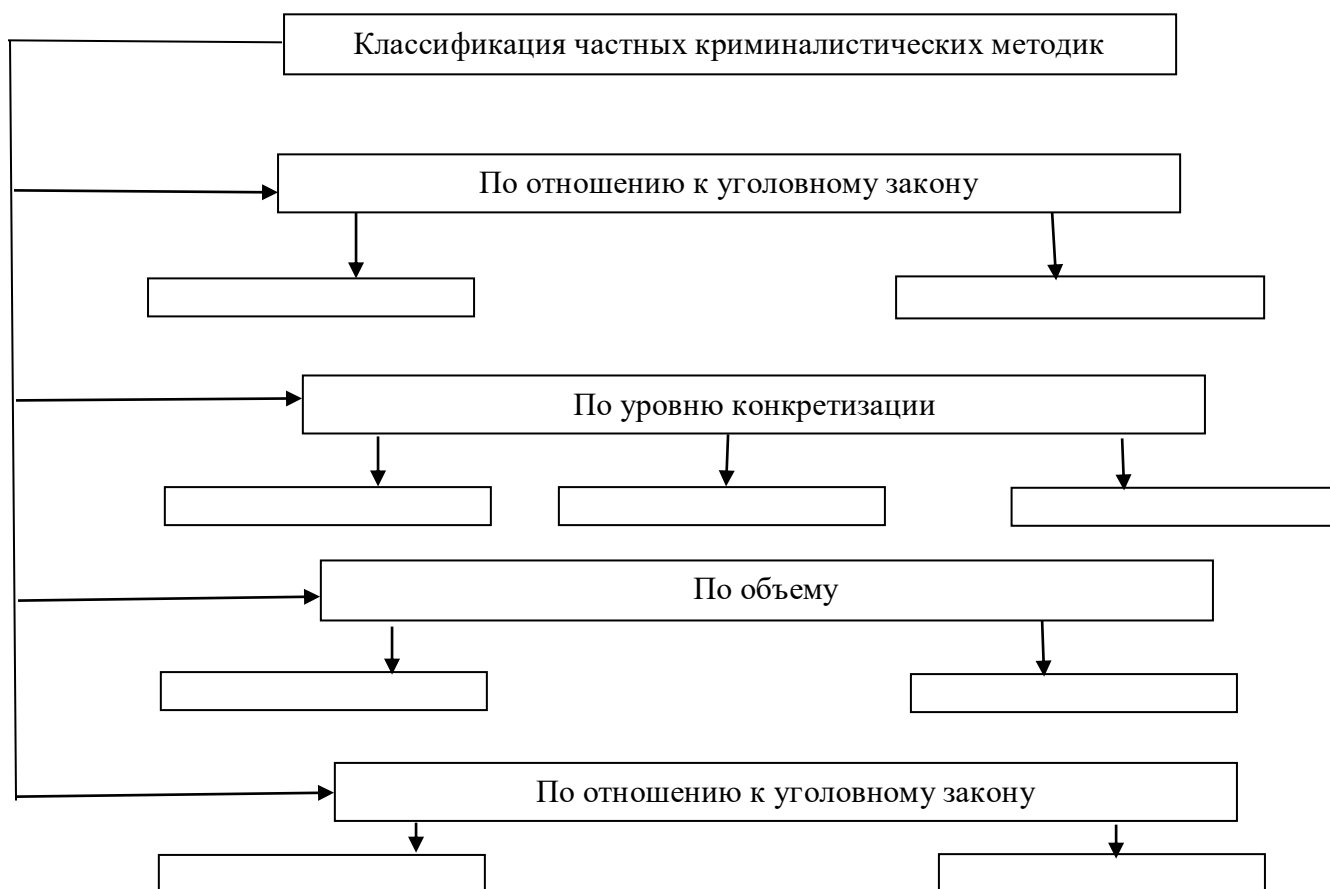 Классификация частных криминалистических методик
По отношению к уголовному закону
По уровню конкретизации
По объему
По отношению к уголовному закону